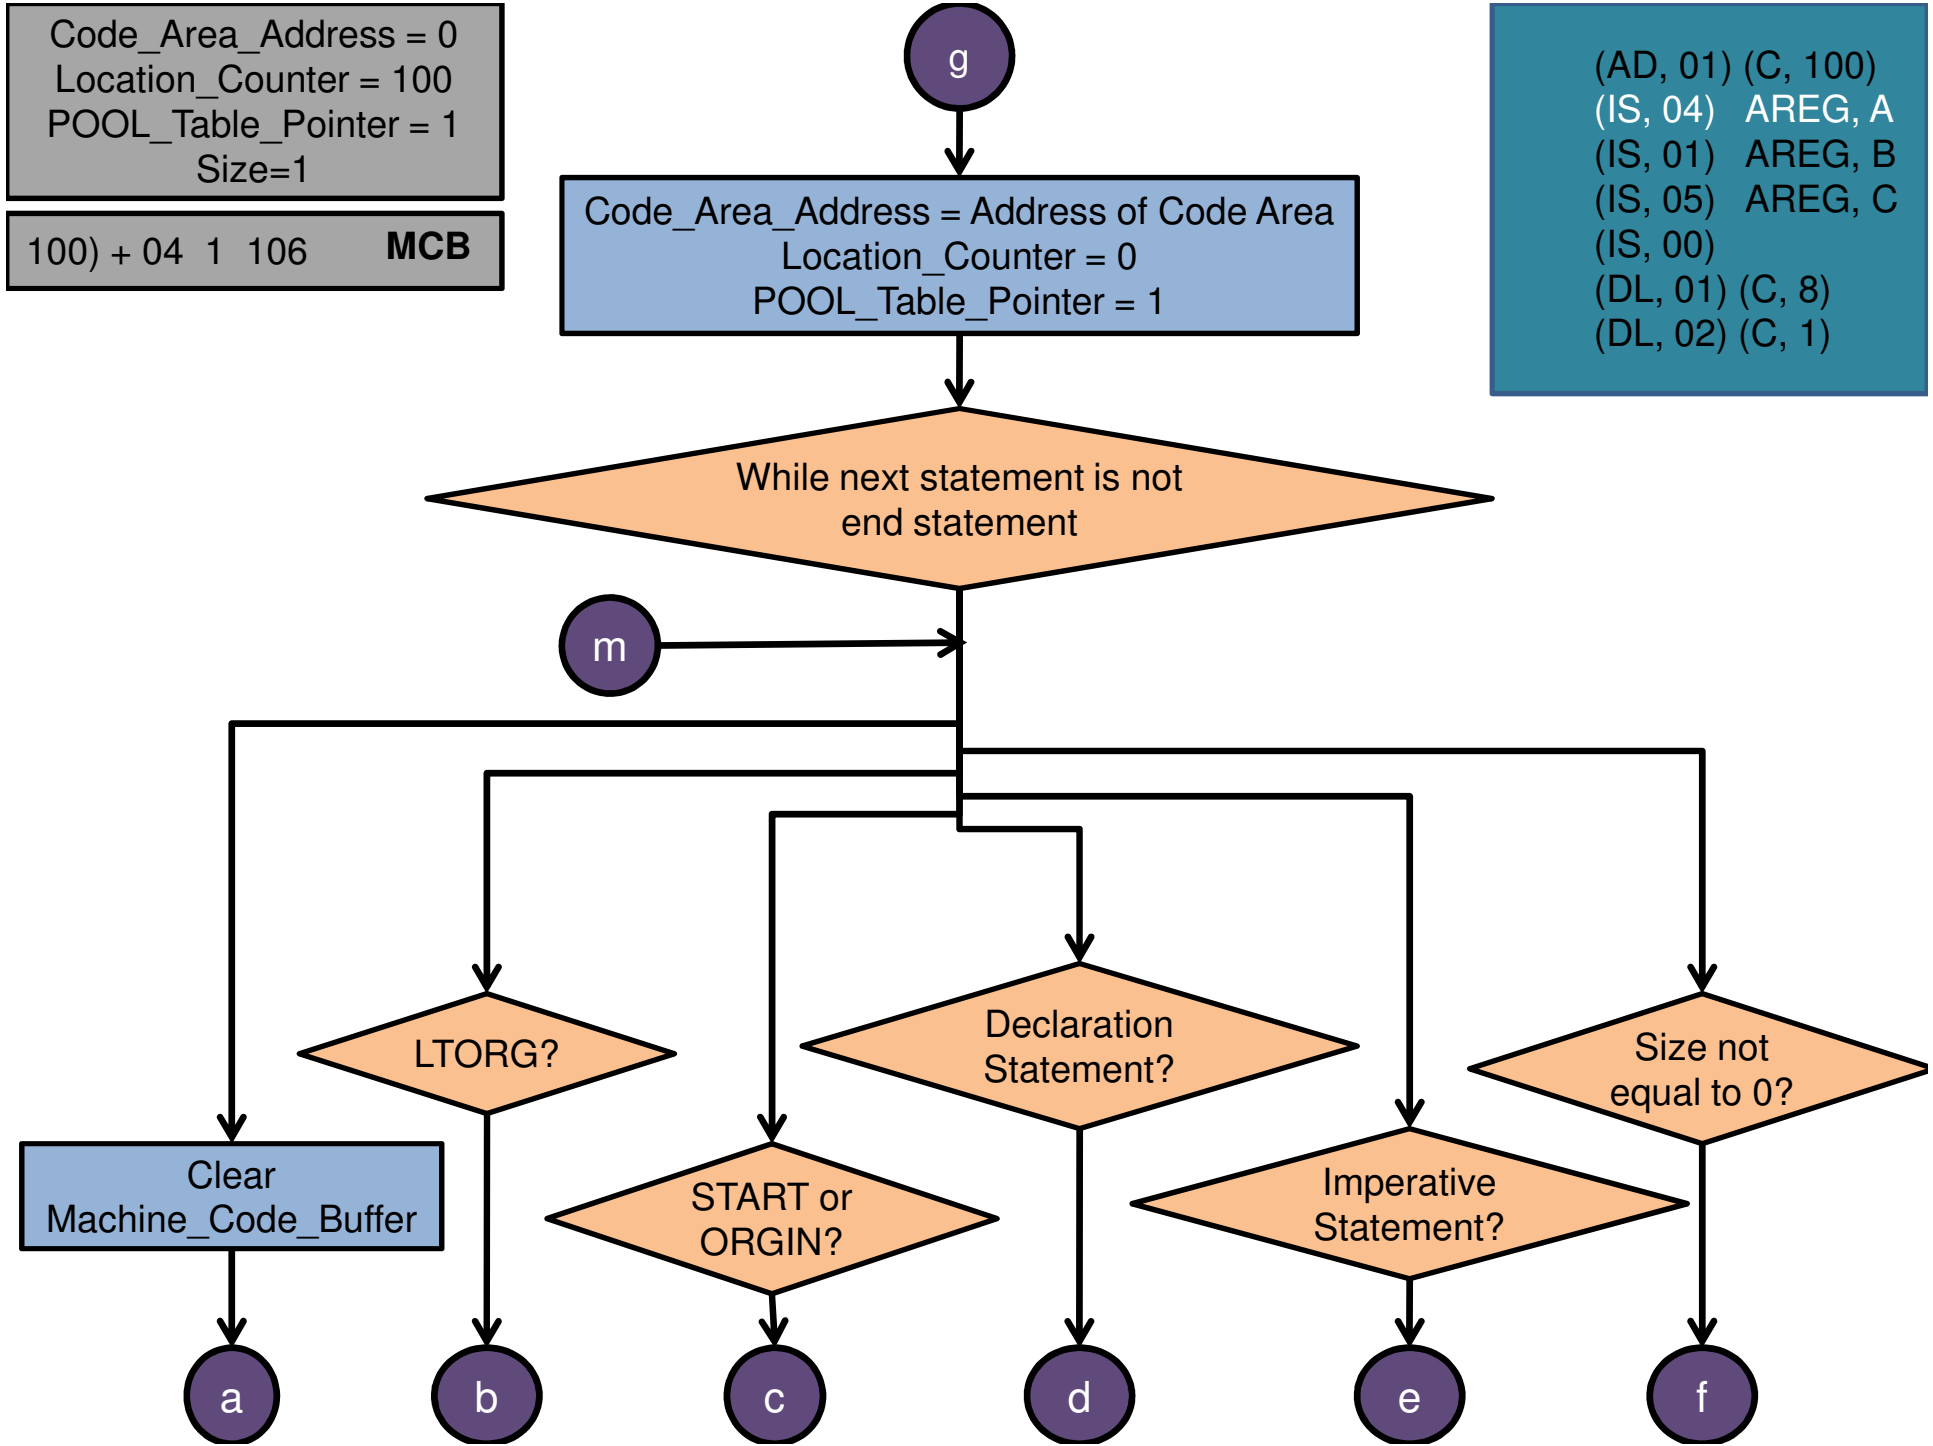 Code_Area_Address = 0
Location_Counter = 100
POOL_Table_Pointer = 1
Size=1
100) + 04 1 106 MCB
g
Code_Area_Address = Address of Code Area
Location_Counter = 0
POOL_Table_Pointer = 1
(AD, 01) (C, 100)
(IS, 04) AREG, A
(IS, 01) AREG, B
(IS, 05) AREG, C
(IS, 00)
(DL, 01) (C, 8)
(DL, 02) (C, 1)
While next statement is not
end statement
m
LTORG?
Declaration
Statement?
Size not
equal to 0?
Clear
Machine_Code_Buffer
START or
ORGIN?
Imperative
Statement?
a
b
c
d
e
f